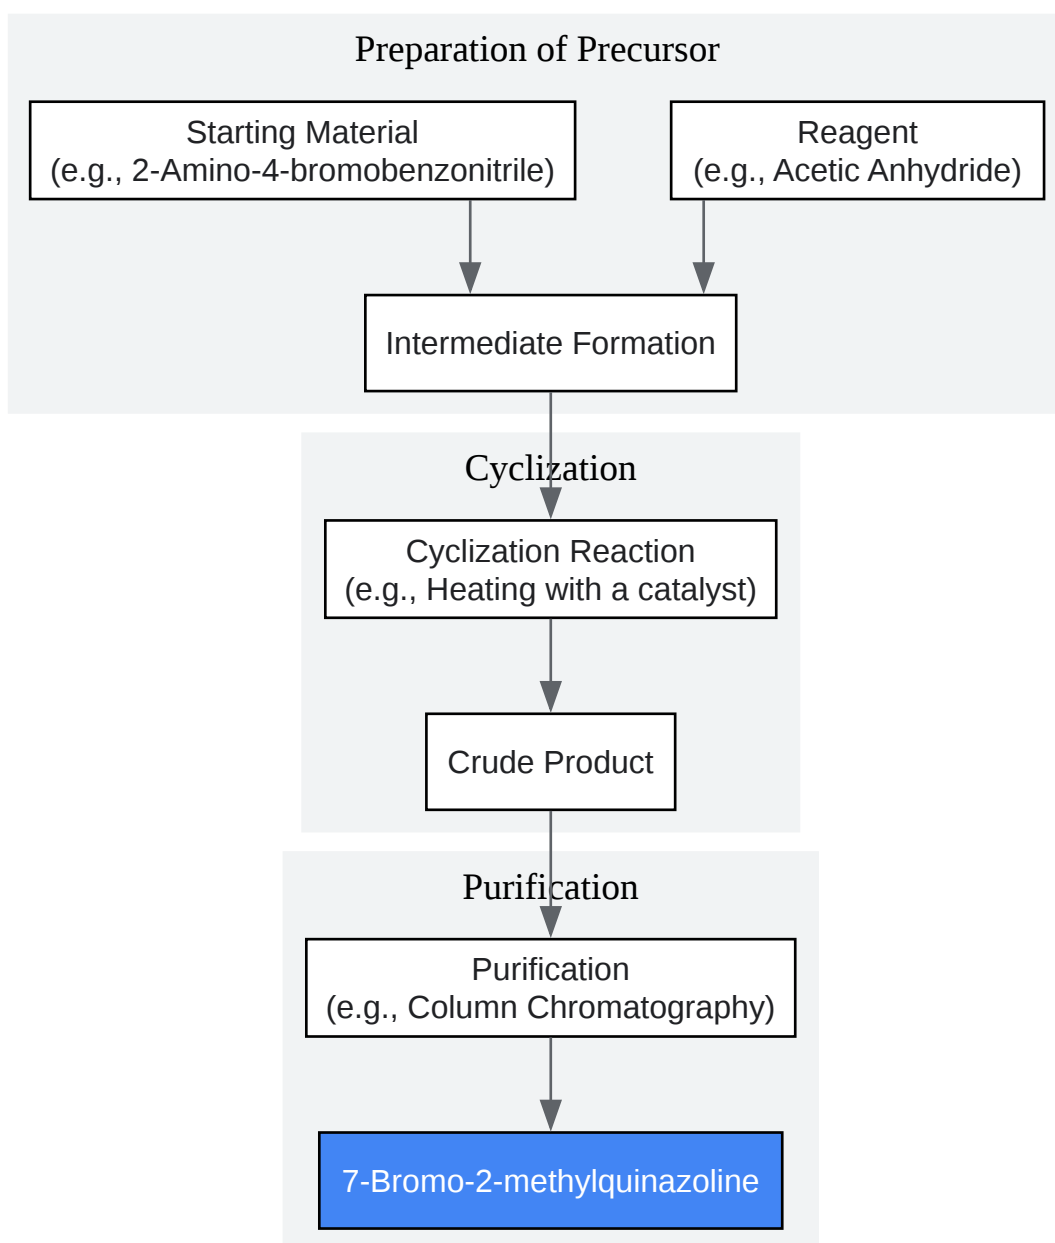 Preparation of Precursor
Starting Material
(e.g., 2-Amino-4-bromobenzonitrile)
Reagent
(e.g., Acetic Anhydride)
Intermediate Formation
Cyclization
Cyclization Reaction
(e.g., Heating with a catalyst)
Crude Product
Purification
Purification
(e.g., Column Chromatography)
7-Bromo-2-methylquinazoline